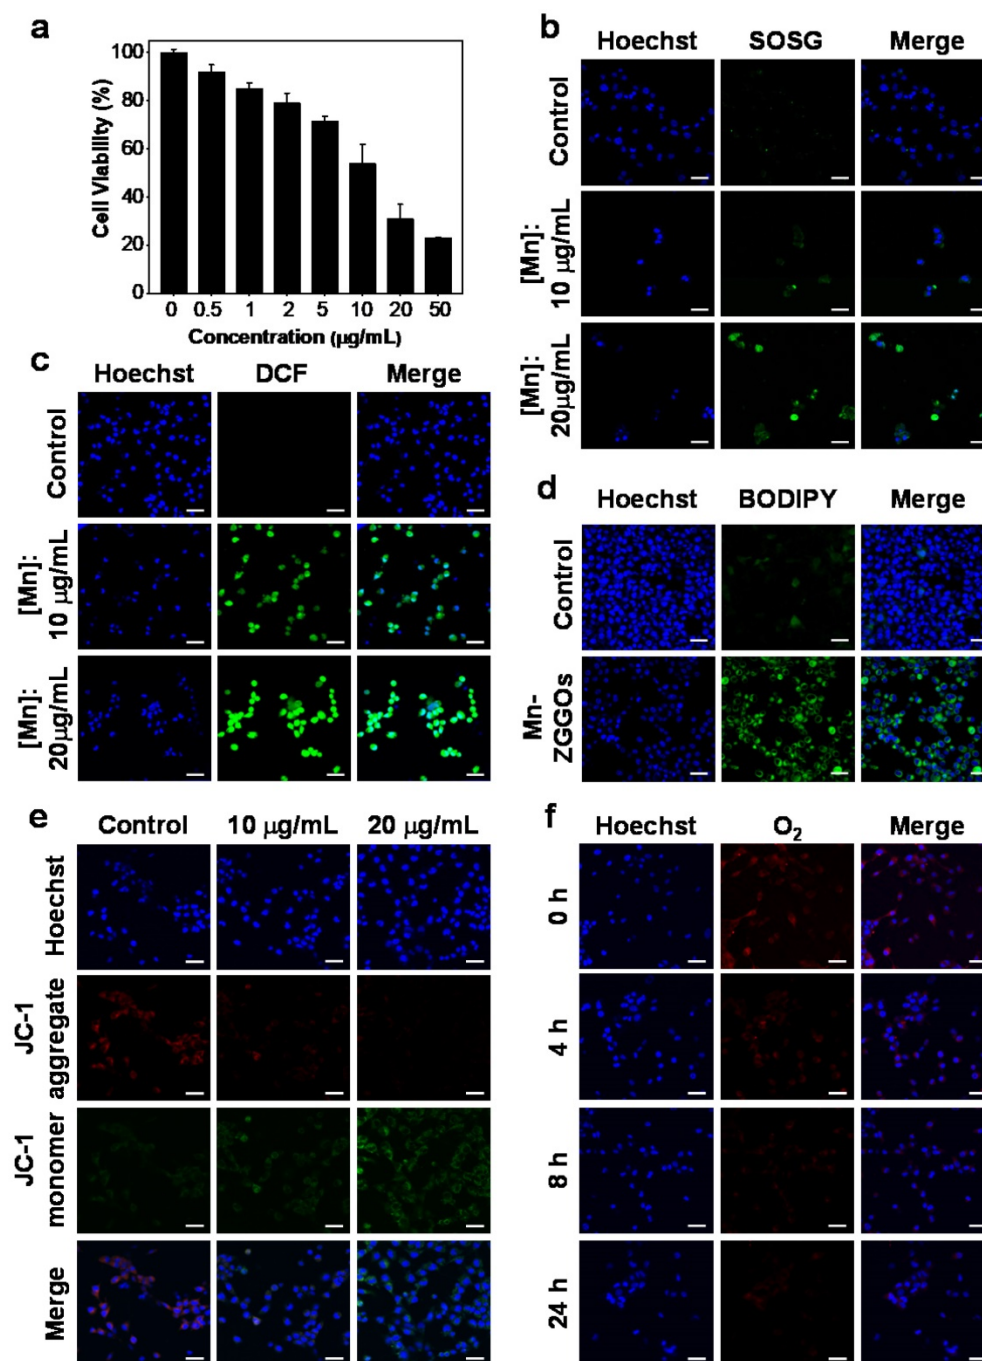 a
Cell Viability (%)
100
80
60
40
20
0
0 0.5 1 2 5 10 20 50
Concentration (μg/mL)
b
Hoechst SOSG Merge
Control
[Mn]:
10 μg/mL
[Mn]:
20μg/mL
c
Hoechst DCF Merge
Control
[Mn]:
10 μg/mL
[Mn]:
20μg/mL
d
Hoechst BODIPY Merge
Control
Mn-
ZGGOs
e
Control 10 μg/mL 20 μg/mL
Hoechst
JC-1
aggregate
JC-1
monomer
Merge
f
Hoechst O₂ Merge
0 h
4 h
8 h
24 h